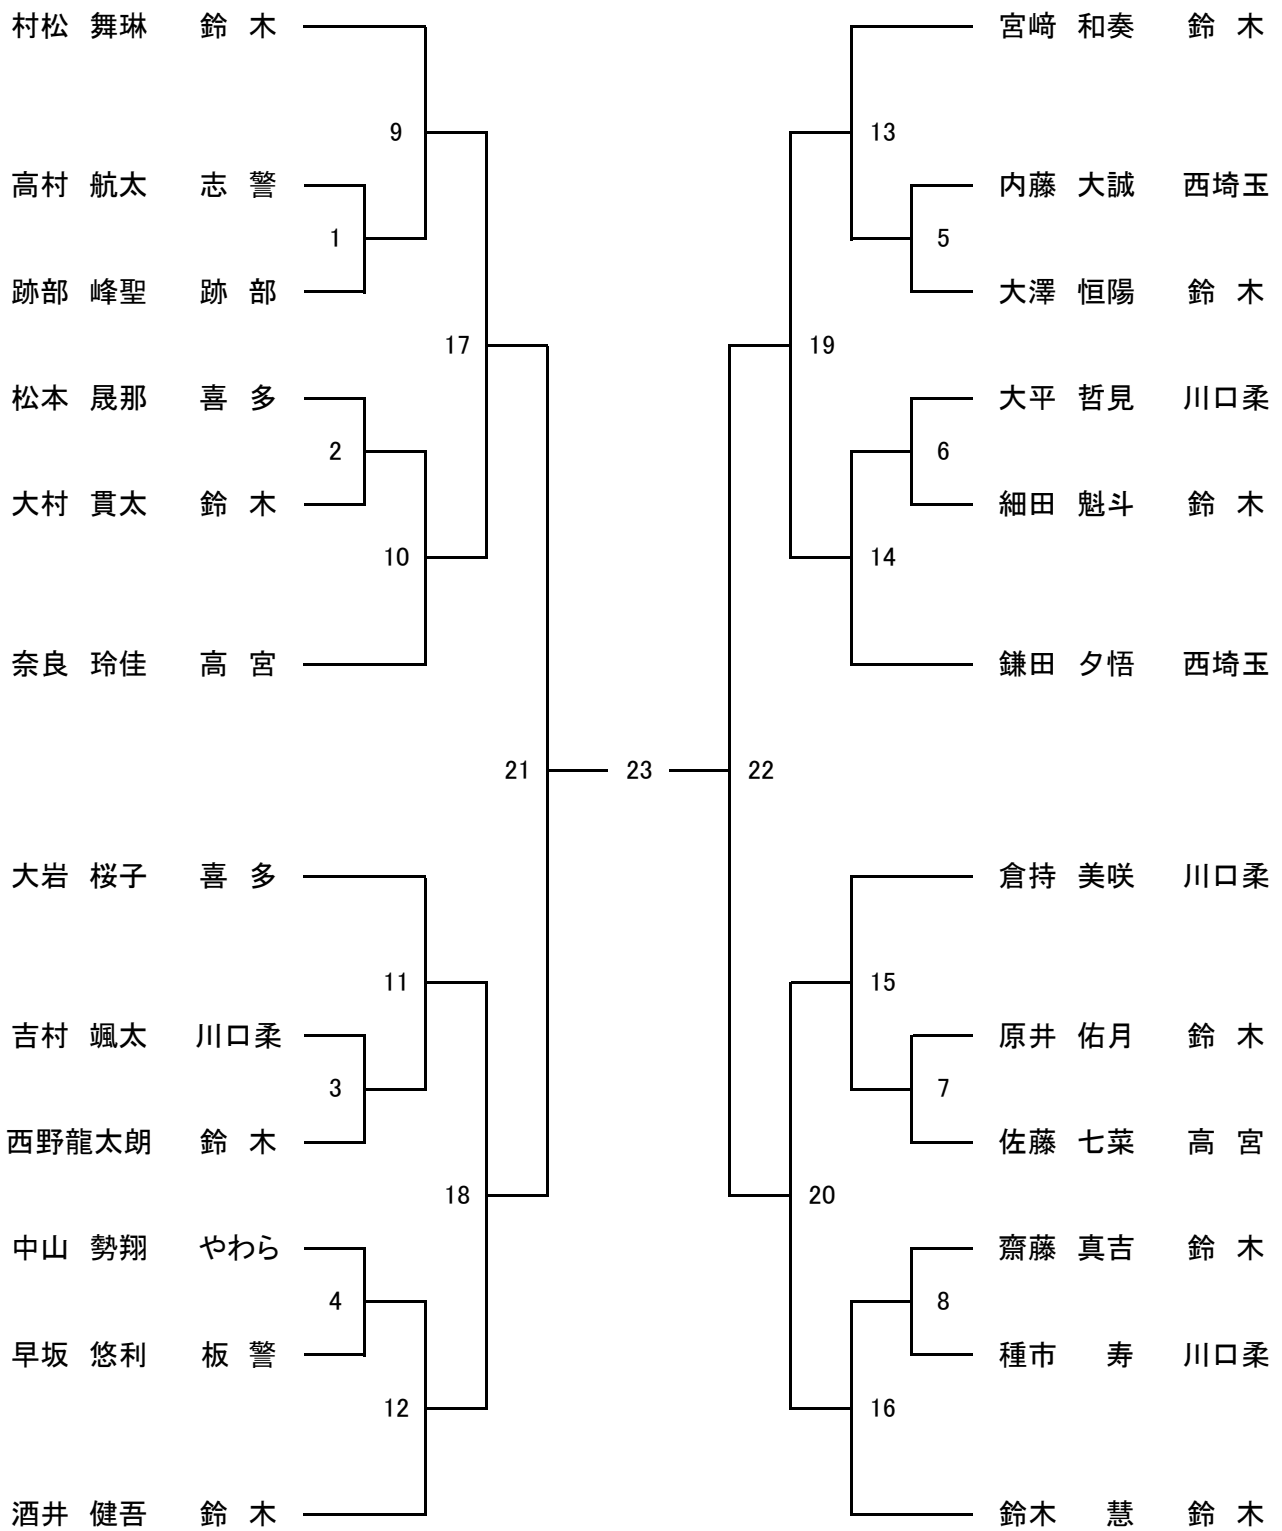 村松 舞琳 鈴 木
9
高村 航太 志 警
1
跡部 峰聖 跡 部
17
松本 晟那 喜 多
2
大村 貫太 鈴 木
10
奈良 玲佳 高 宮
21
大岩 桜子 喜 多
11
吉村 颯太 川口柔
3
西野龍太朗 鈴 木
18
中山 勢翔 やわら
4
早坂 悠利 板 警
12
酒井 健吾 鈴 木
23
宮﨑 和奏 鈴 木
13
内藤 大誠 西埼玉
5
大澤 恒陽 鈴 木
19
大平 哲見 川口柔
6
細田 魁斗 鈴 木
14
鎌田 夕悟 西埼玉
22
倉持 美咲 川口柔
15
原井 佑月 鈴 木
7
佐藤 七菜 高 宮
20
齋藤 真吉 鈴 木
8
種市 寿 川口柔
16
鈴木 慧 鈴 木